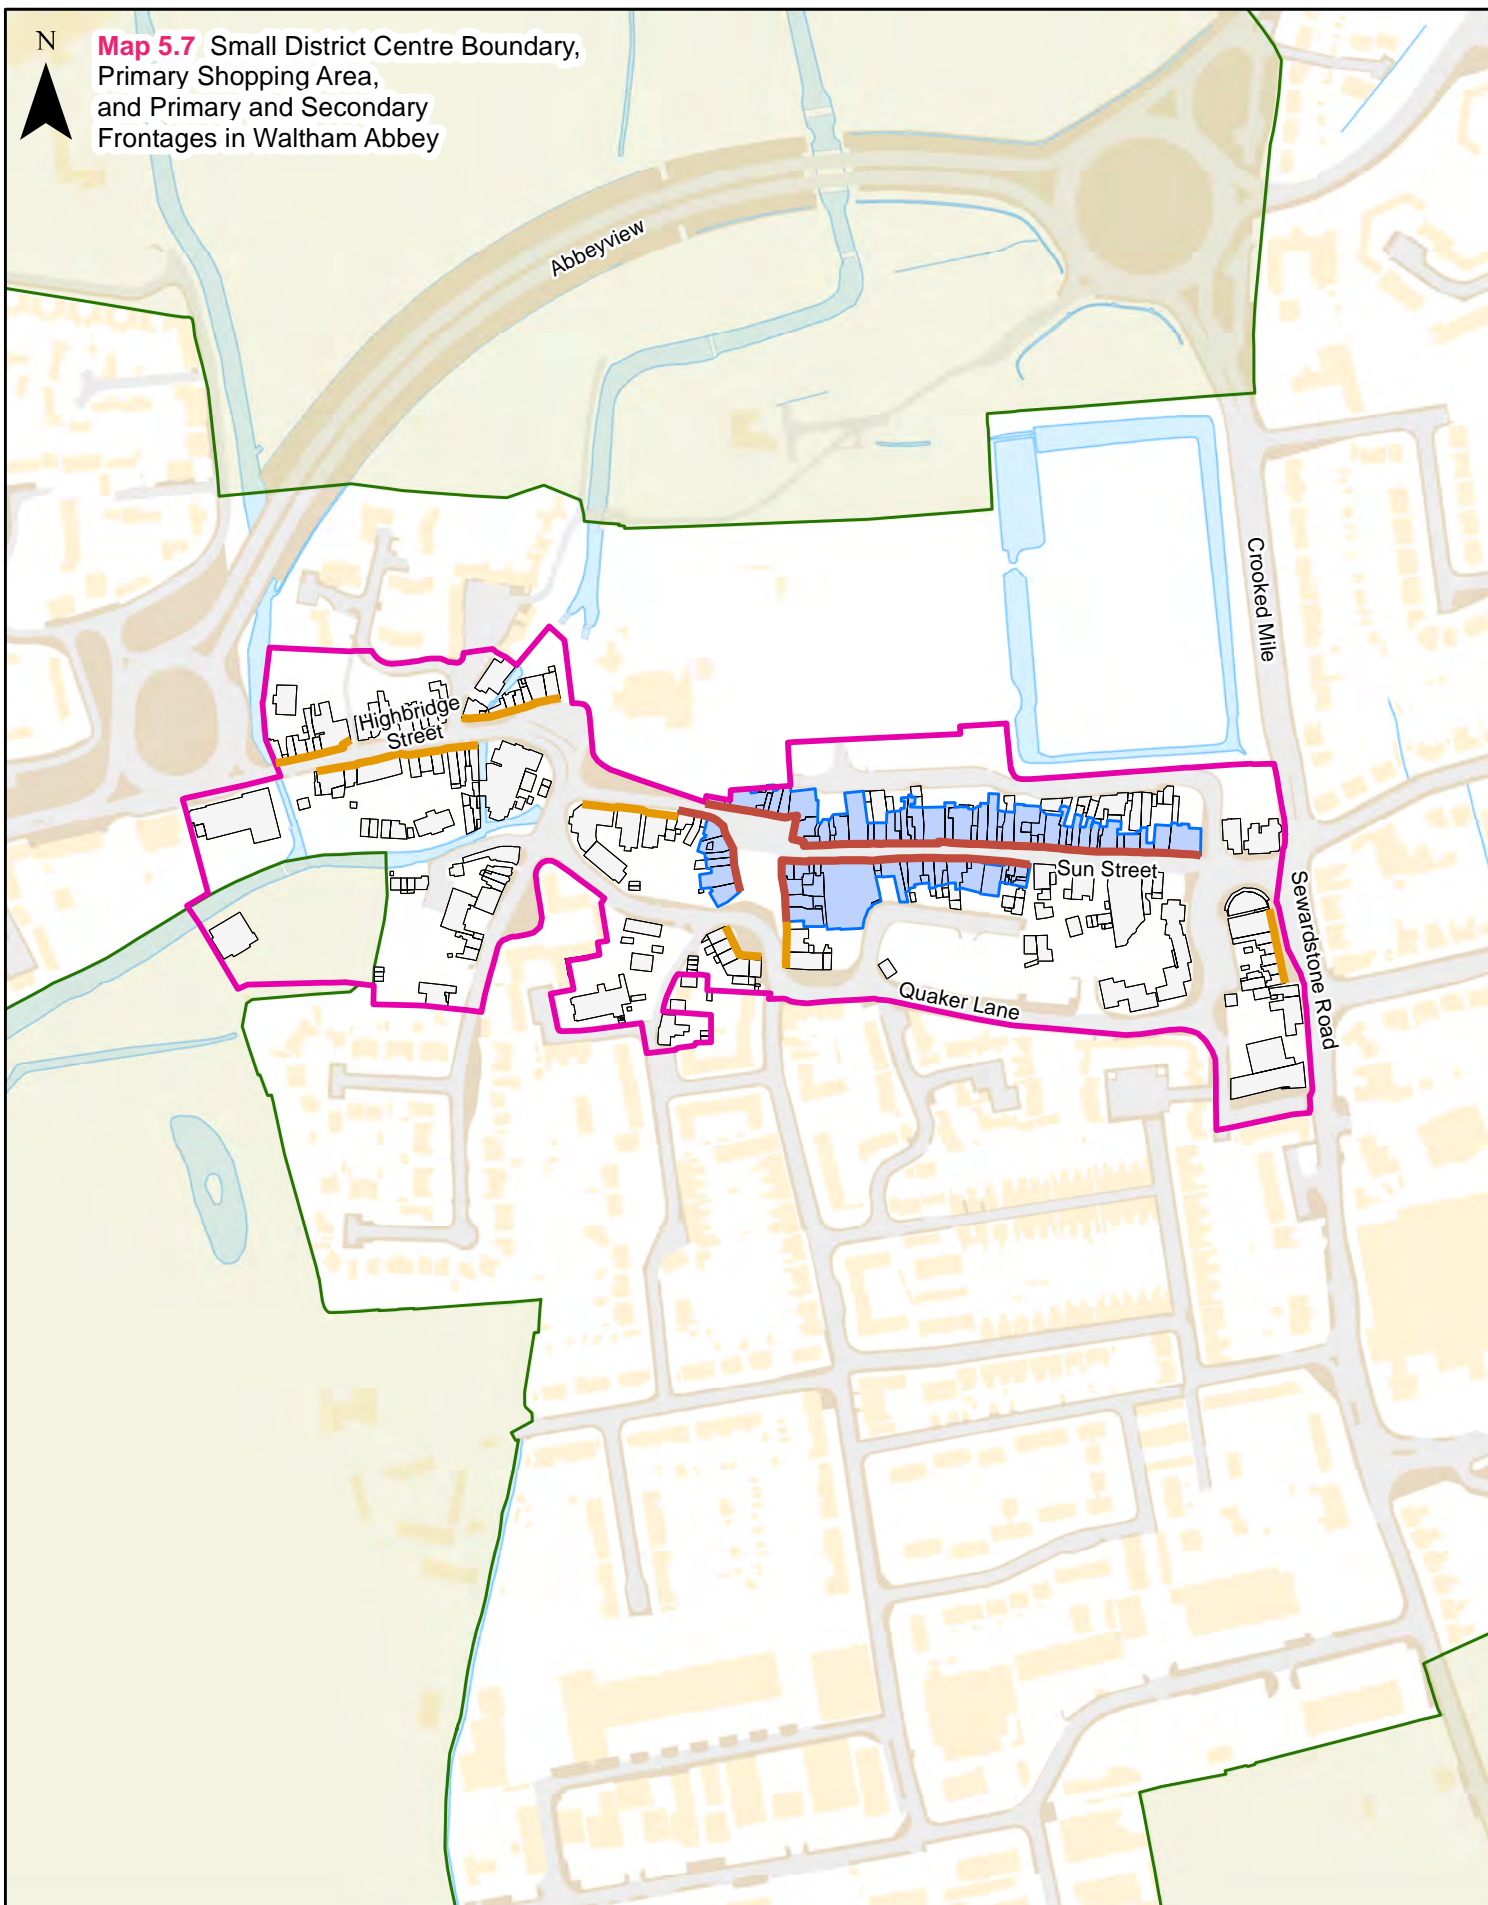 N
Map 5.7 Small District Centre Boundary,
Primary Shopping Area,
and Primary and Secondary
Frontages in Waltham Abbey
Abbeyview
Crooked Mile
Highbridge
Street
Sun Street
Sewardstone Road
Quaker Lane